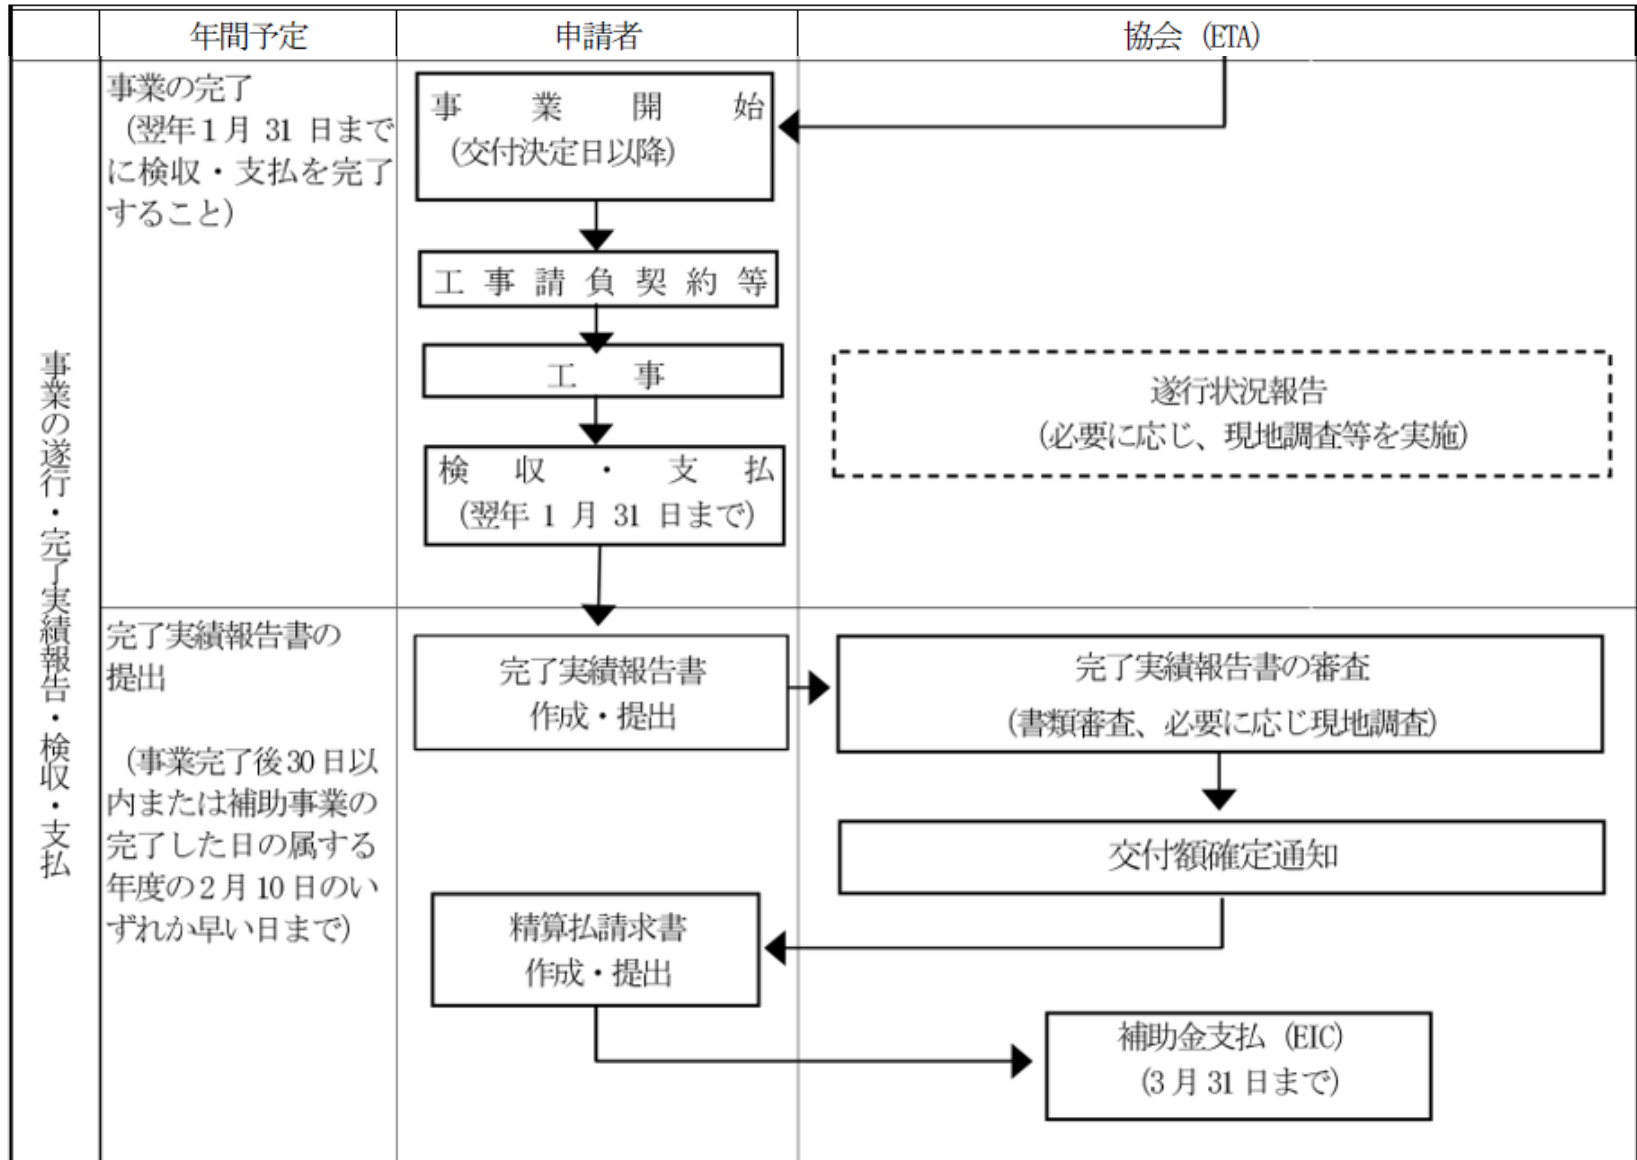 年間予定
申請者
協会（ETA）
事業の遂行・完了実績報告・検収・支払
事業の完了
（翌年１月 31 日まで
に検収・支払を完了
すること）
事業開始
（交付決定日以降）
工事請負契約等
工事
検収・支払
（翌年 1 月 31 日まで）
遂行状況報告
（必要に応じ、現地調査等を実施）
完了実績報告書の
提出
（事業完了後 30 日以
内または補助事業の
完了した日の属する
年度の２月 10 日のい
ずれか早い日まで）
完了実績報告書
作成・提出
完了実績報告書の審査
（書類審査、必要に応じ現地調査）
交付額確定通知
精算払請求書
作成・提出
補助金支払（EIC）
（3 月 31 日まで）